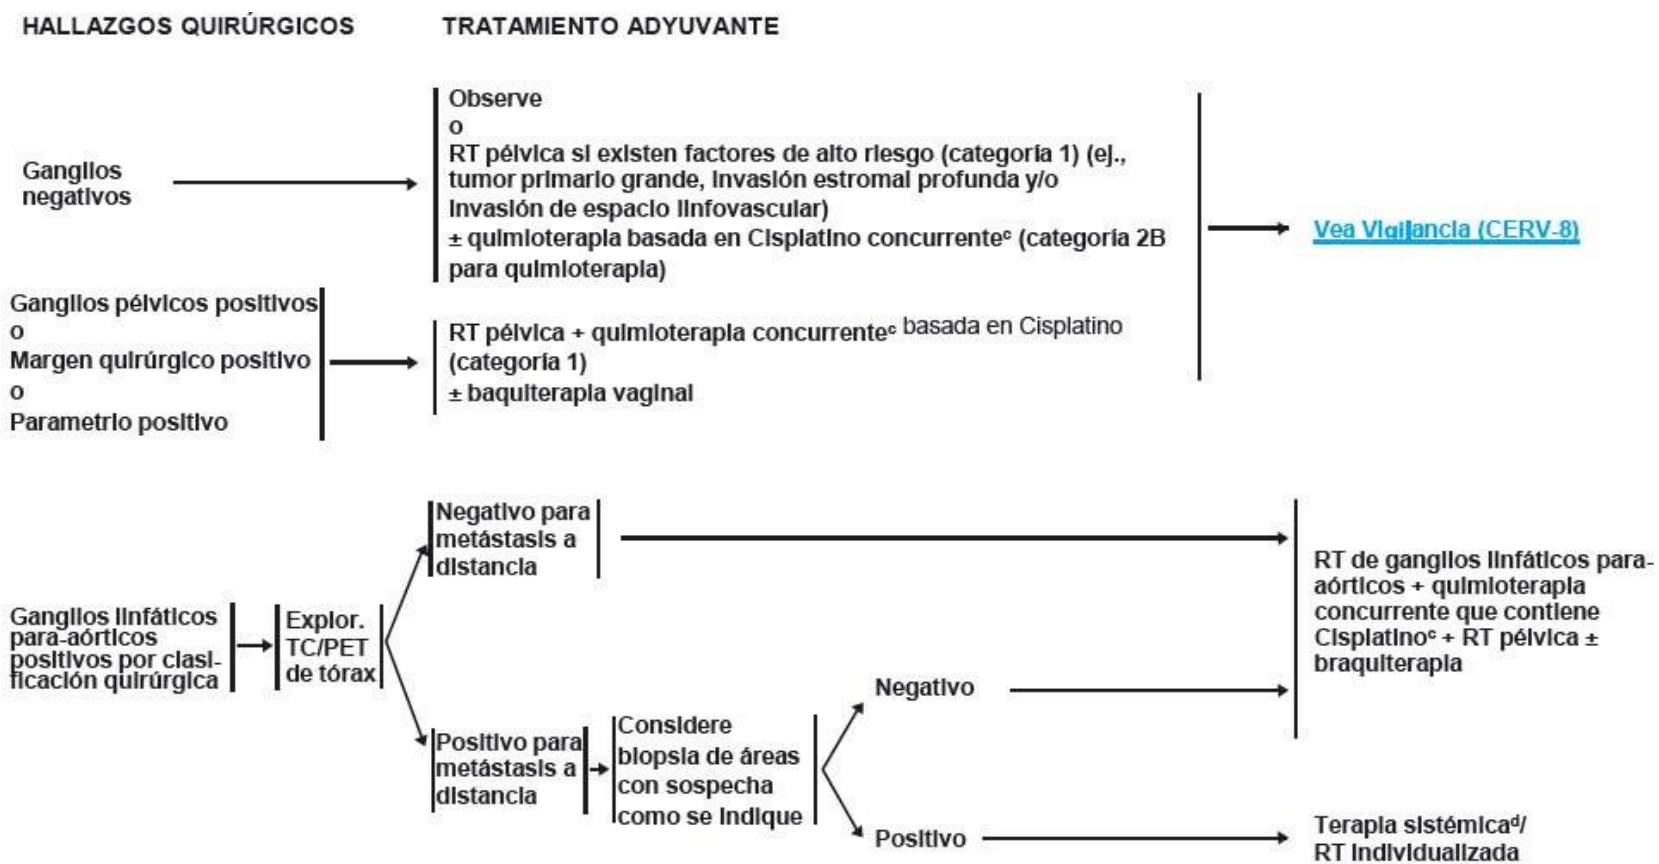 HALLAZGOS QUIRÚRGICOS
TRATAMIENTO ADYUVANTE
Ganglios
negativos
Observe
o
RT pélvica si existen factores de alto riesgo (categoría 1) (ej.,
tumor primario grande, invasión estromal profunda y/o
invasión de espacio linfovascular)
± quimioterapia basada en Cisplatino concurrenteᶜ (categoría 2B
para quimioterapia)
Vea Vigilancia (CERV-8)
Ganglios pélvicos positivos
o
Margen quirúrgico positivo
o
Parametrio positivo
RT pélvica + quimioterapia concurrenteᶜ basada en Cisplatino
(categoría 1)
± baquiterapia vaginal
Ganglios linfáticos
para-aórticos
positivos por clasi-
ficación quirúrgica
Explor.
TC/PET
de tórax
Negativo para
metástasis a
distancia
Positivo para
metástasis a
distancia
Considere
biopsia de áreas
con sospecha
como se indique
Negativo
Positivo
RT de ganglios linfáticos para-
aórticos + quimioterapia
concurrente que contiene
Cisplatinoᶜ + RT pélvica ±
braquiterapia
Terapia sistémicaᵈ/
RT individualizada